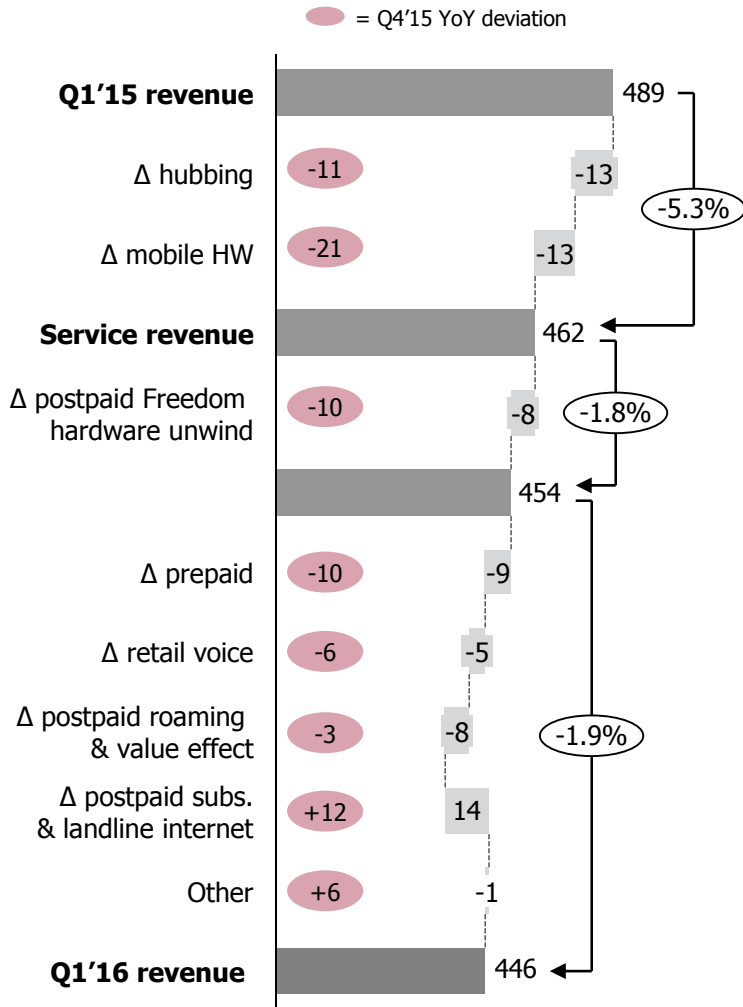 = Q4’15 YoY deviation
Q1’15 revenue 489
Δ hubbing -11 -13
-5.3%
Δ mobile HW -21 -13
Service revenue 462
Δ postpaid Freedom
hardware unwind -10 -8 -1.8%
454
Δ prepaid -10 -9
Δ retail voice -6 -5
Δ postpaid roaming
& value effect -3 -8 -1.9%
Δ postpaid subs.
& landline internet +12 14
Other +6 -1
Q1’16 revenue 446